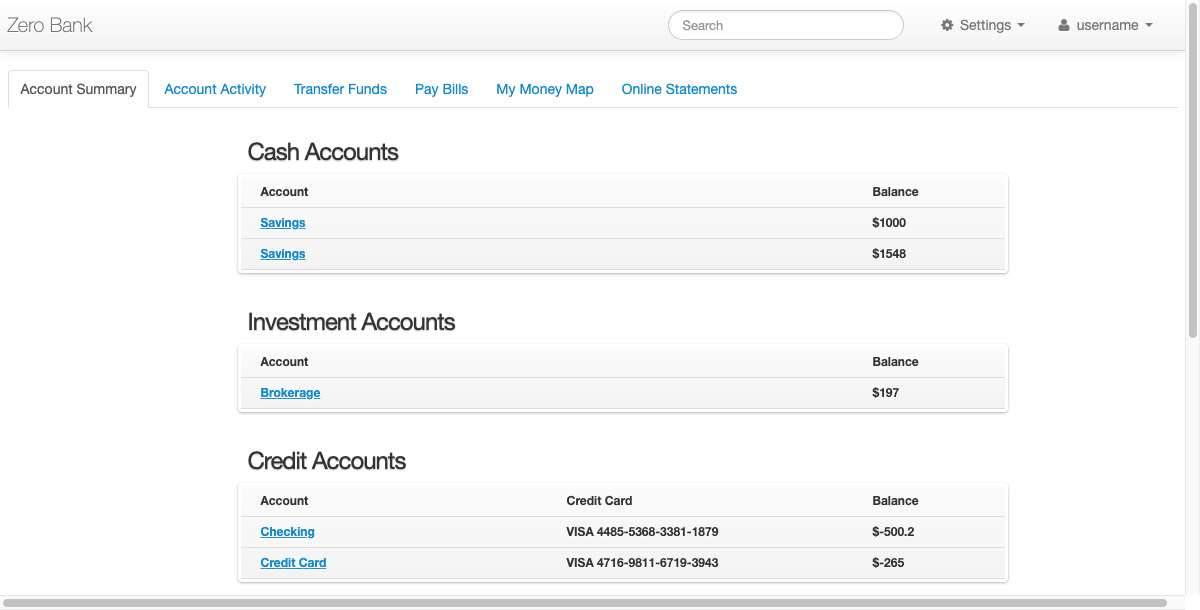 Zero Bank Search Settings username
Account Summary Account Activity Transfer Funds Pay Bills My Money Map Online Statements
Cash Accounts
Account Balance
Savings $1000
Savings $1548
Investment Accounts
Account Balance
Brokerage $197
Credit Accounts
Account Credit Card Balance
Checking VISA 4485-5368-3381-1879 $-500.2
Credit Card VISA 4716-9811-6719-3943 $-265